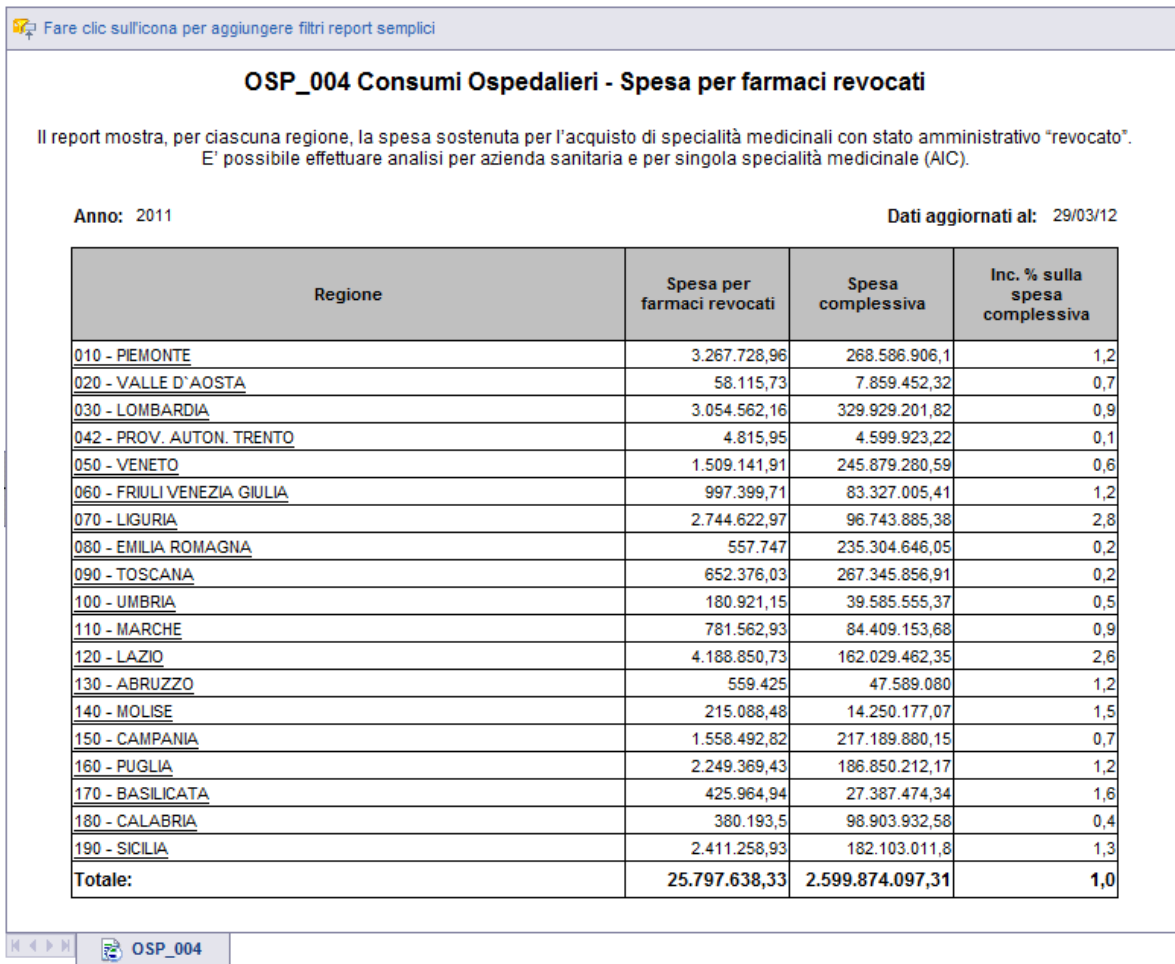 Fare clic sull'icona per aggiungere filtri report semplici
OSP_004 Consumi Ospedalieri - Spesa per farmaci revocati
Il report mostra, per ciascuna regione, la spesa sostenuta per l'acquisto di specialità medicinali con stato amministrativo "revocato".
E' possibile effettuare analisi per azienda sanitaria e per singola specialità medicinale (AIC).
Anno: 2011 Dati aggiornati al: 29/03/12
Regione Spesa per farmaci revocati Spesa complessiva Inc. % sulla spesa complessiva
010 - PIEMONTE 3.267.728,96 268.586.906,1 1,2
020 - VALLE D`AOSTA 58.115,73 7.859.452,32 0,7
030 - LOMBARDIA 3.054.562,16 329.929.201,82 0,9
042 - PROV. AUTON. TRENTO 4.815,95 4.599.923,22 0,1
050 - VENETO 1.509.141,91 245.879.280,59 0,6
060 - FRIULI VENEZIA GIULIA 997.399,71 83.327.005,41 1,2
070 - LIGURIA 2.744.622,97 96.743.885,38 2,8
080 - EMILIA ROMAGNA 557.747 235.304.646,05 0,2
090 - TOSCANA 652.376,03 267.345.856,91 0,2
100 - UMBRIA 180.921,15 39.585.555,37 0,5
110 - MARCHE 781.562,93 84.409.153,68 0,9
120 - LAZIO 4.188.850,73 162.029.462,35 2,6
130 - ABRUZZO 559.425 47.589.080 1,2
140 - MOLISE 215.088,48 14.250.177,07 1,5
150 - CAMPANIA 1.558.492,82 217.189.880,15 0,7
160 - PUGLIA 2.249.369,43 186.850.212,17 1,2
170 - BASILICATA 425.964,94 27.387.474,34 1,6
180 - CALABRIA 380.193,5 98.903.932,58 0,4
190 - SICILIA 2.411.258,93 182.103.011,8 1,3
Totale: 25.797.638,33 2.599.874.097,31 1,0
OSP_004